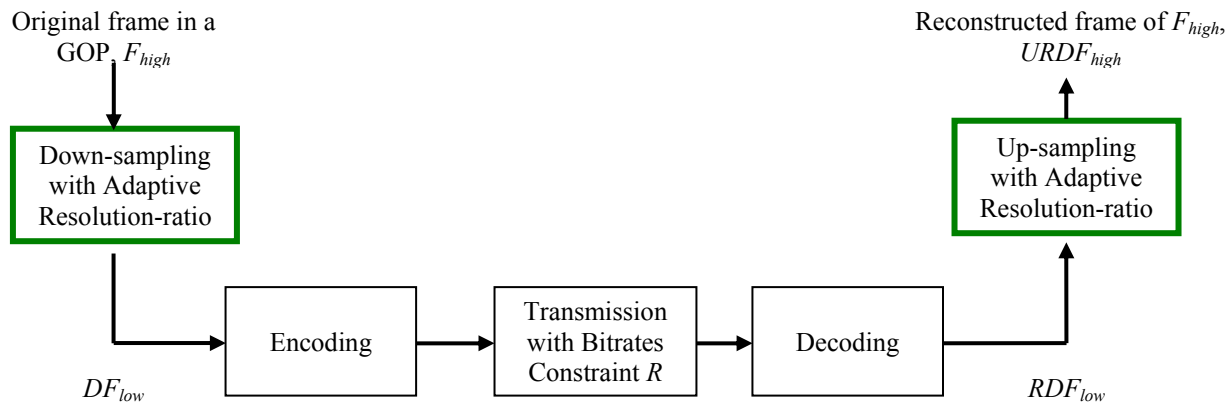 Original frame in a
GOP, F_high
Reconstructed frame of F_high,
URDF_high
Down-sampling
with Adaptive
Resolution-ratio
Up-sampling
with Adaptive
Resolution-ratio
Encoding
Transmission
with Bitrates
Constraint R
Decoding
DF_low
RDF_low